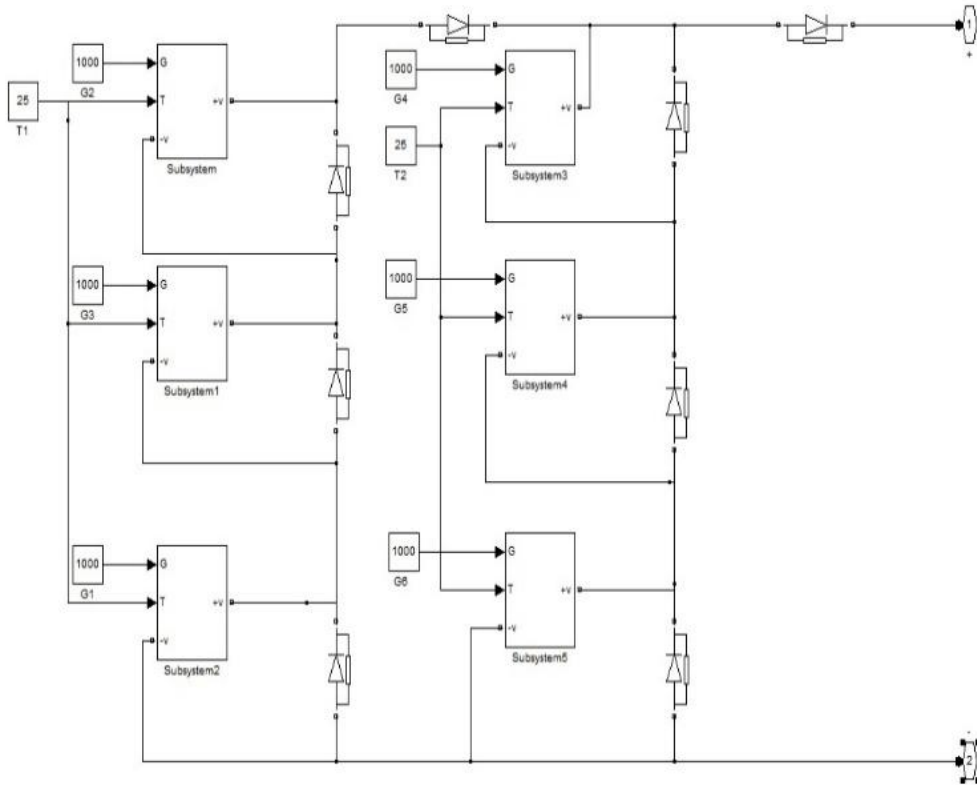 1
+
1000
G2
25
T1
G
T
+v
-v
Subsystem
1000
G4
25
T2
G
T
+v
-v
Subsystem3
1000
G3
G
T
+v
-v
Subsystem1
1000
G5
G
T
+v
-v
Subsystem4
1000
G1
G
T
+v
-v
Subsystem2
1000
G6
G
T
+v
-v
Subsystem5
-
2